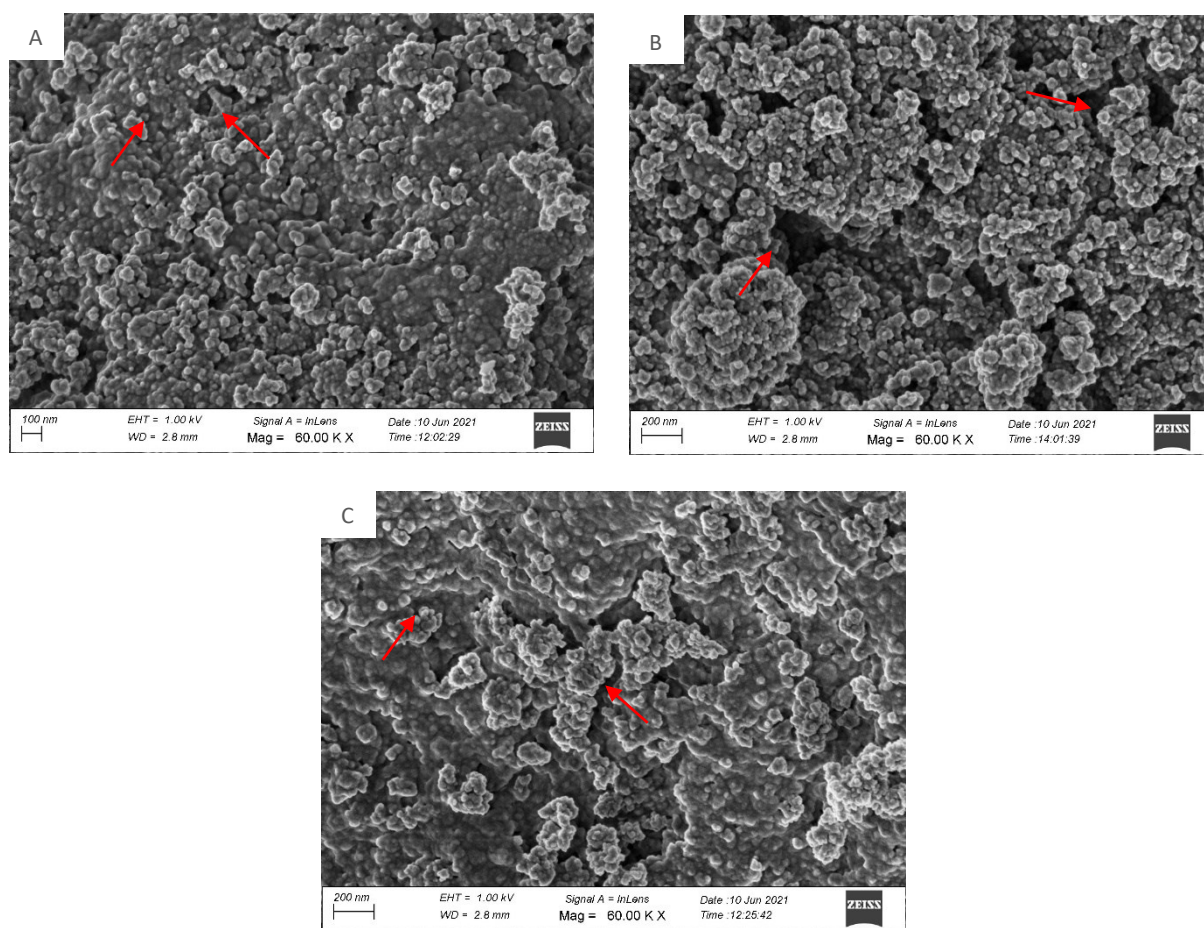 A
100 nm
EHT = 1.00 kV
WD = 2.8 mm
Signal A = InLens
Mag = 60.00 K X
Date :10 Jun 2021
Time :12:02:29
ZEISS
B
200 nm
EHT = 1.00 kV
WD = 2.8 mm
Signal A = InLens
Mag = 60.00 K X
Date :10 Jun 2021
Time :14:01:39
ZEISS
C
200 nm
EHT = 1.00 kV
WD = 2.8 mm
Signal A = InLens
Mag = 60.00 K X
Date :10 Jun 2021
Time :12:25:42
ZEISS